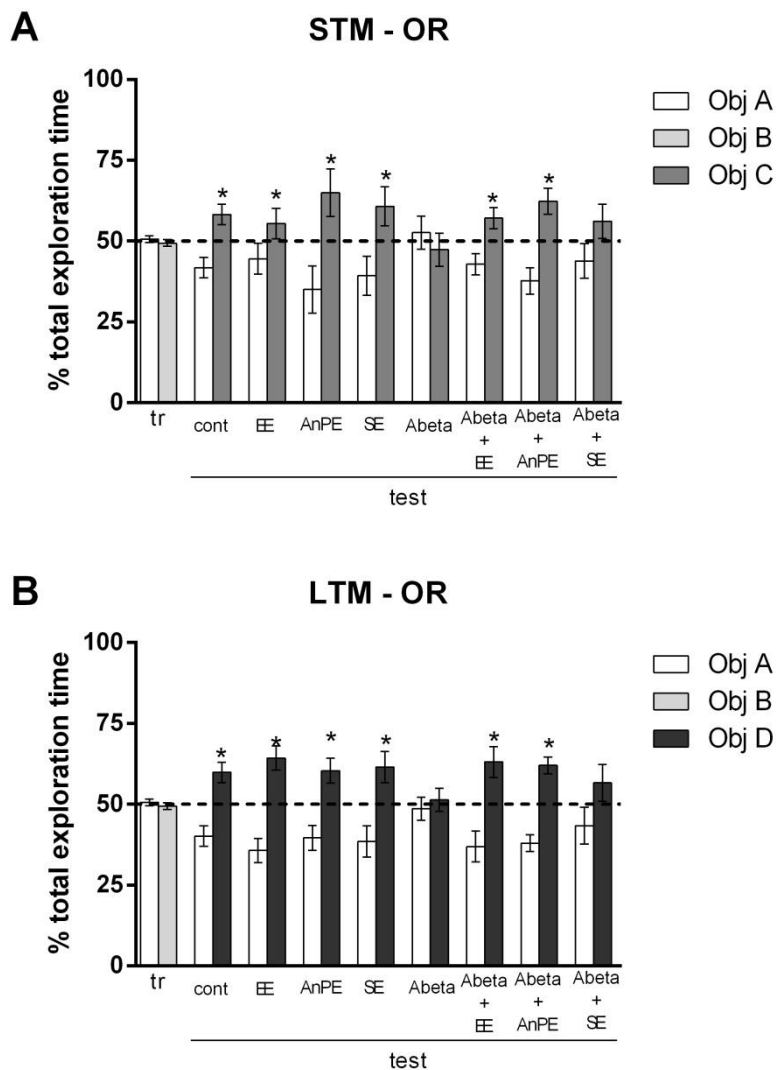 A
STM - OR
% total exploration time
100
75
50
25
0
* * * * * *
tr cont EE AnPE SE Abeta Abeta + EE Abeta + AnPE Abeta + SE
test
Obj A
Obj B
Obj C
B
LTM - OR
% total exploration time
100
75
50
25
0
* * * * * *
tr cont EE AnPE SE Abeta Abeta + EE Abeta + AnPE Abeta + SE
test
Obj A
Obj B
Obj D